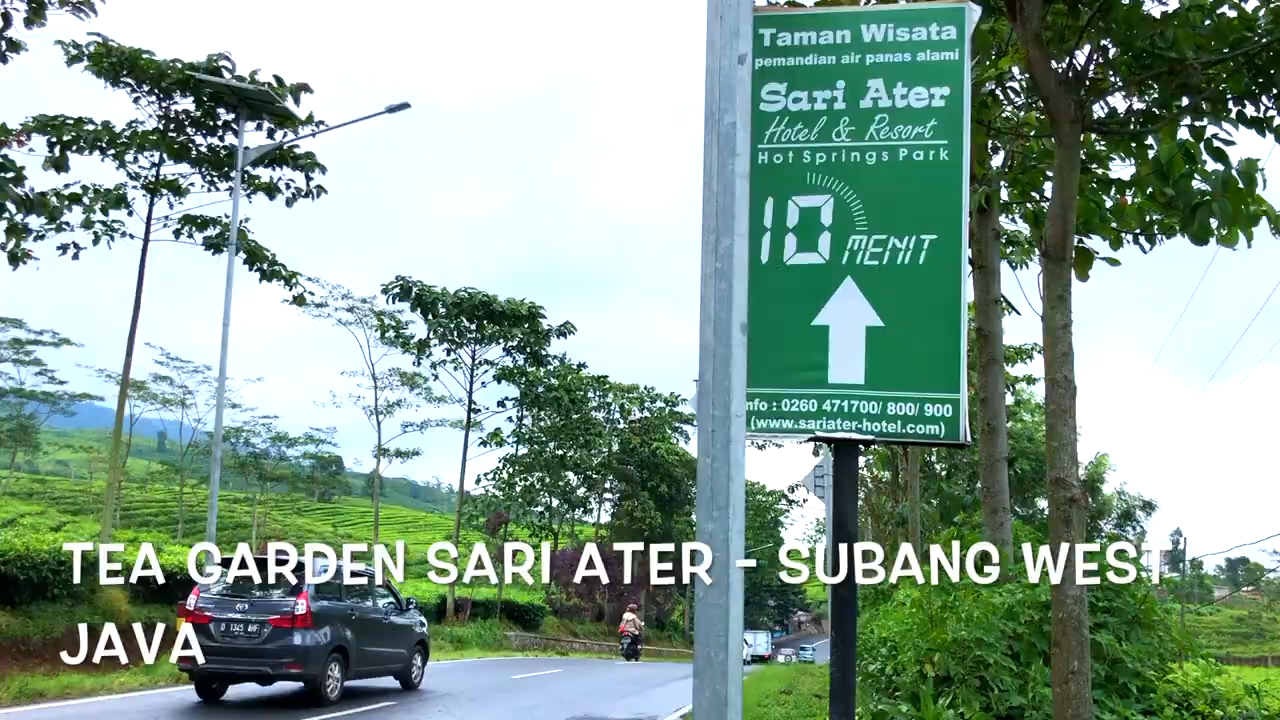 Taman Wisata
pemandian air panas alami
Sari Ater
Hotel & Resort
Hot Springs Park
10 MENIT
nfo : 0260 471700/ 800/ 900
(www.sariater-hotel.com)
TEA GARDEN SARI ATER - SUBANG WEST
JAVA
D 1345 AHF